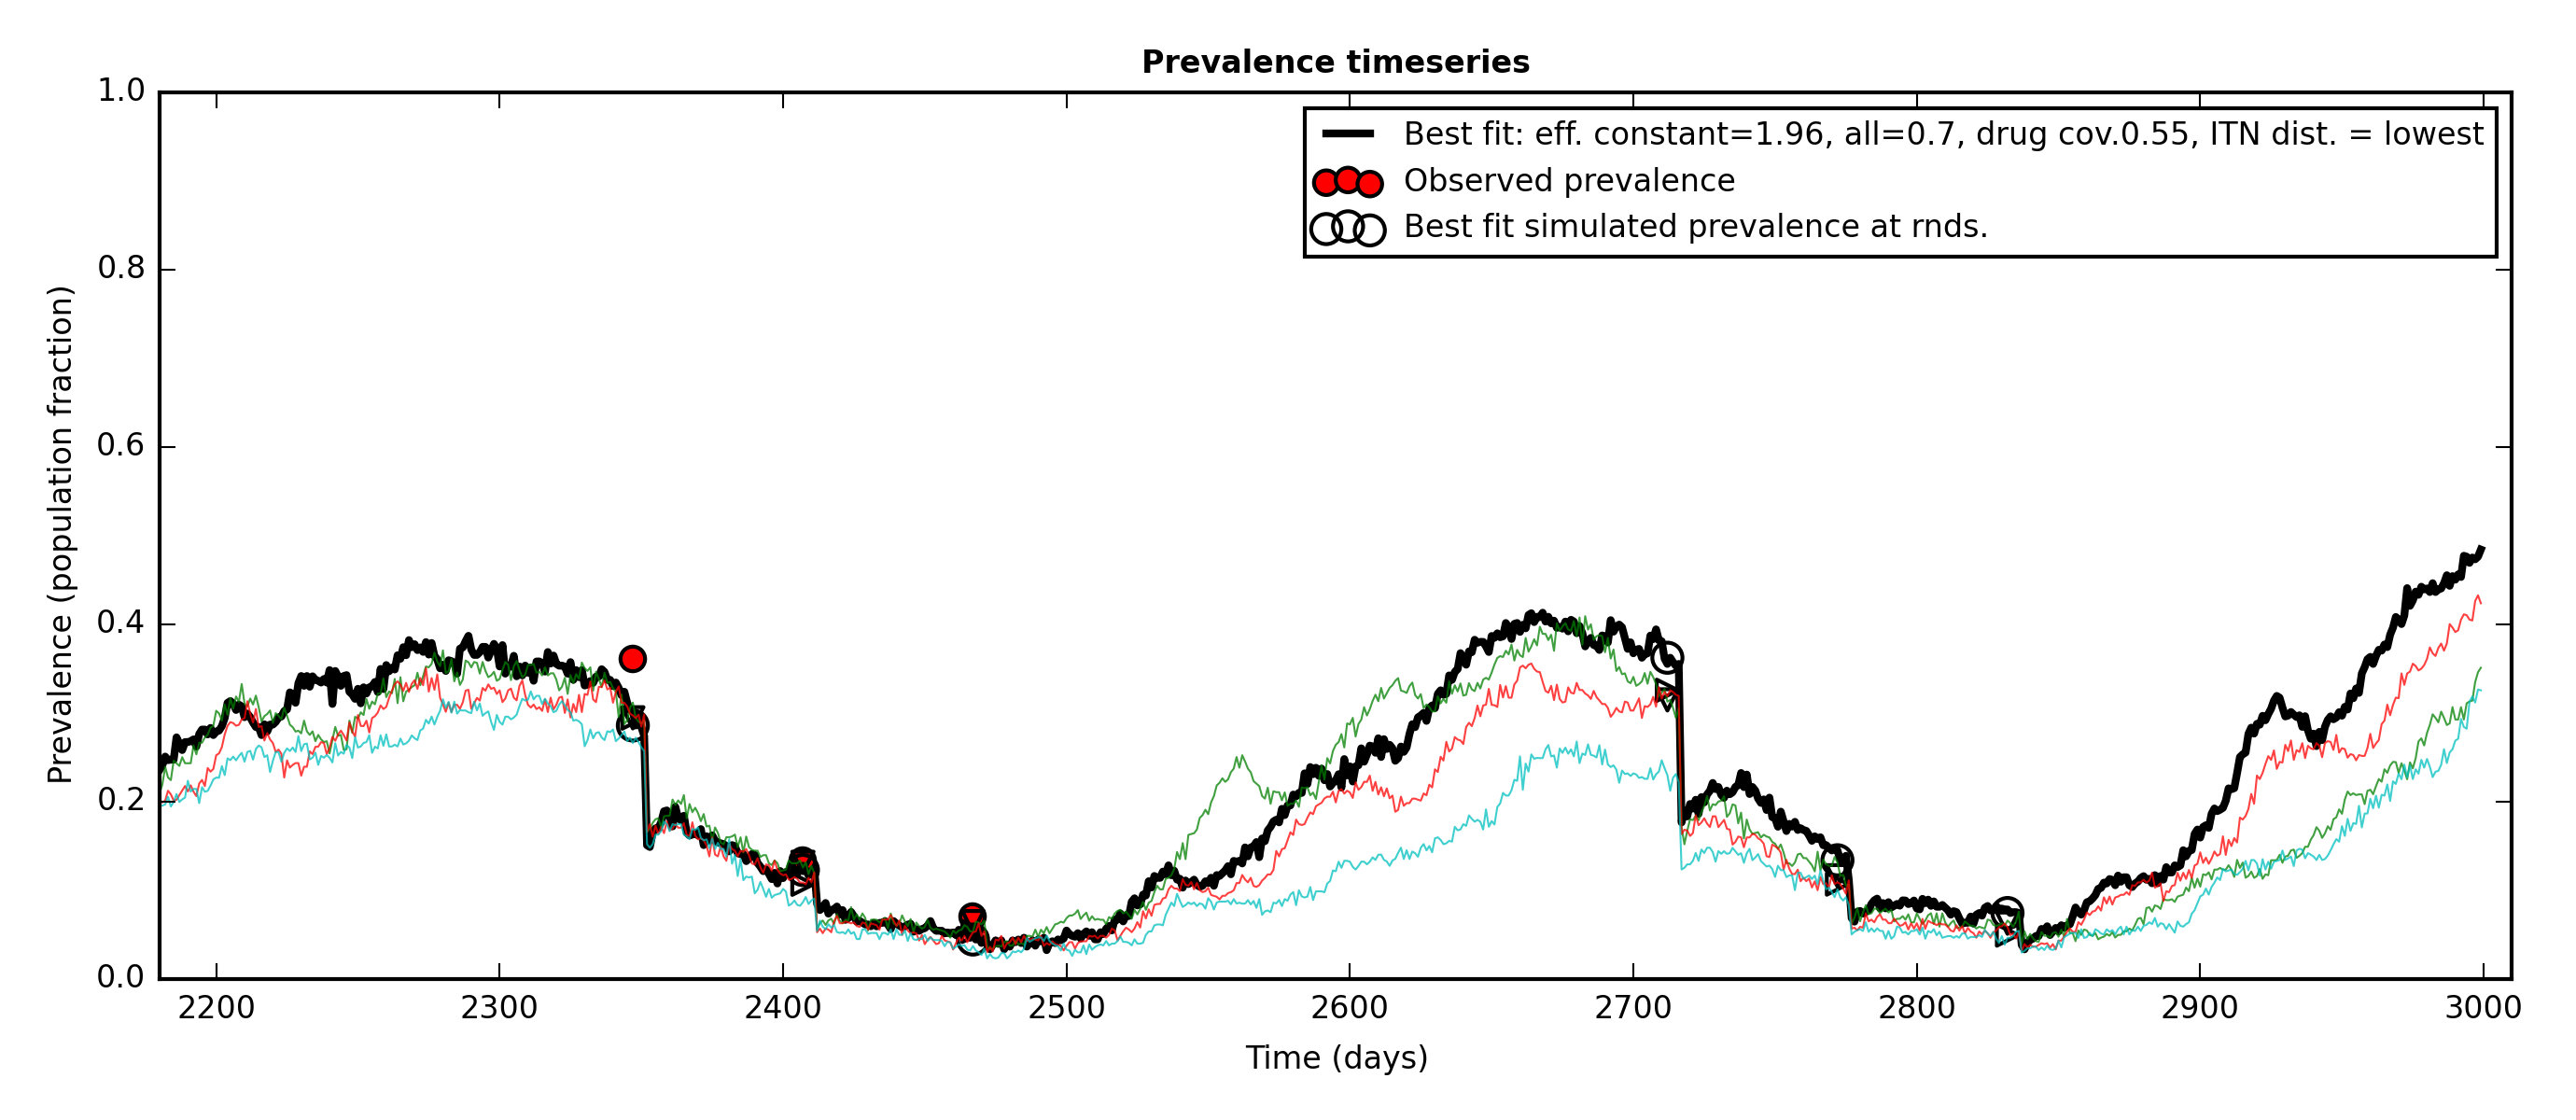 Prevalence timeseries
1.0
0.8
0.6
0.4
0.2
0.0
Prevalence (population fraction)
Best fit: eff. constant=1.96, all=0.7, drug cov.0.55, ITN dist. = lowest
Observed prevalence
Best fit simulated prevalence at rnds.
2200 2300 2400 2500 2600 2700 2800 2900 3000
Time (days)